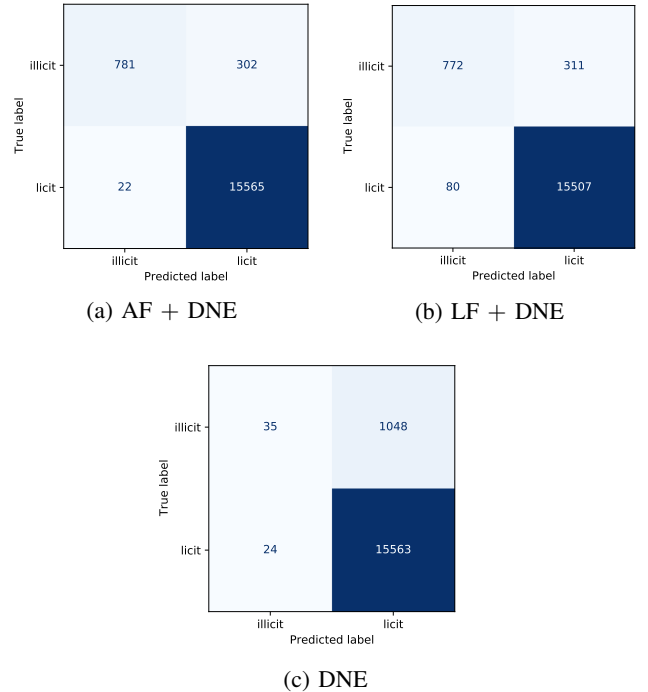 illicit
781
302
True label
licit
22
15565
illicit
licit
Predicted label
(a) AF + DNE
illicit
772
311
True label
licit
80
15507
illicit
licit
Predicted label
(b) LF + DNE
illicit
35
1048
True label
licit
24
15563
illicit
licit
Predicted label
(c) DNE